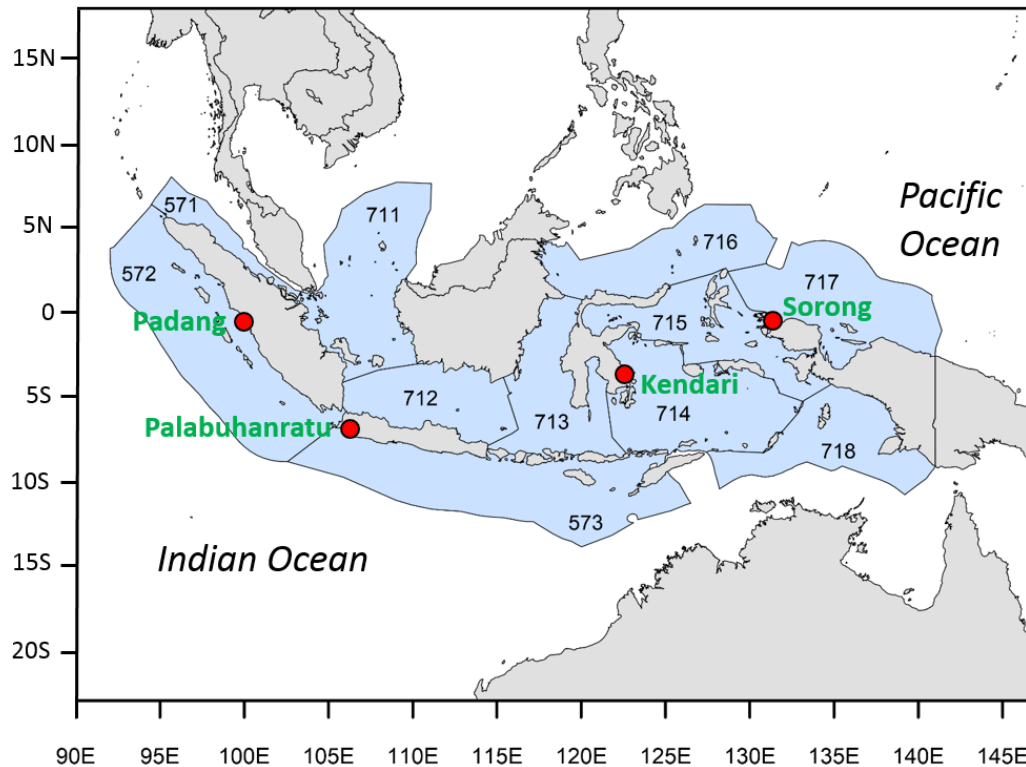 15N
10N
5N
0
5S
10S
15S
20S
571
711
Pacific
Ocean
572
716
717
Padang
Sorong
715
Kendari
712
713
714
Palabuhanratu
718
573
Indian Ocean
90E 95E 100E 105E 110E 115E 120E 125E 130E 135E 140E 145E